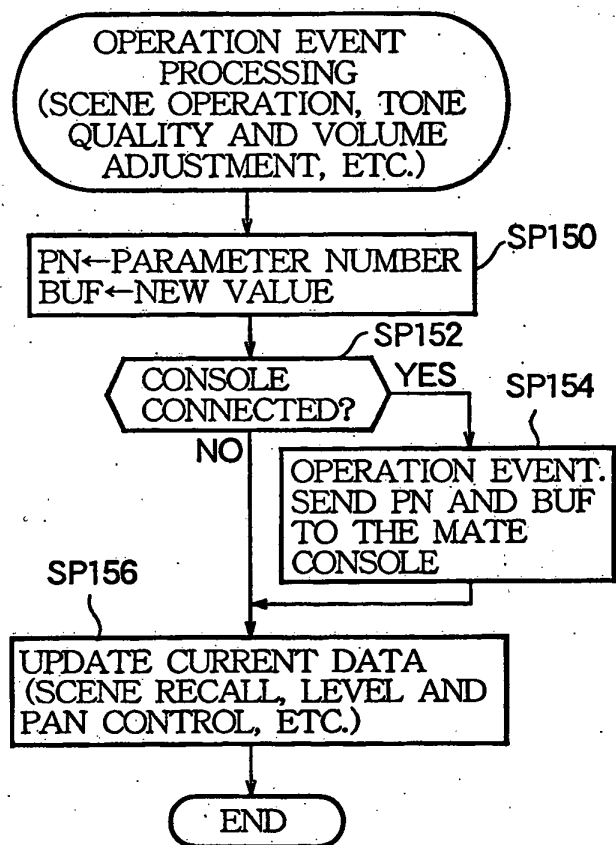 OPERATION EVENT
PROCESSING
(SCENE OPERATION, TONE
QUALITY AND VOLUME
ADJUSTMENT, ETC.)
SP150
PN←PARAMETER NUMBER
BUF←NEW VALUE
SP152
CONSOLE
CONNECTED?
YES
NO
SP154
OPERATION EVENT.
SEND PN AND BUF
TO THE MATE
CONSOLE
SP156
UPDATE CURRENT DATA
(SCENE RECALL, LEVEL AND
PAN CONTROL, ETC.)
END